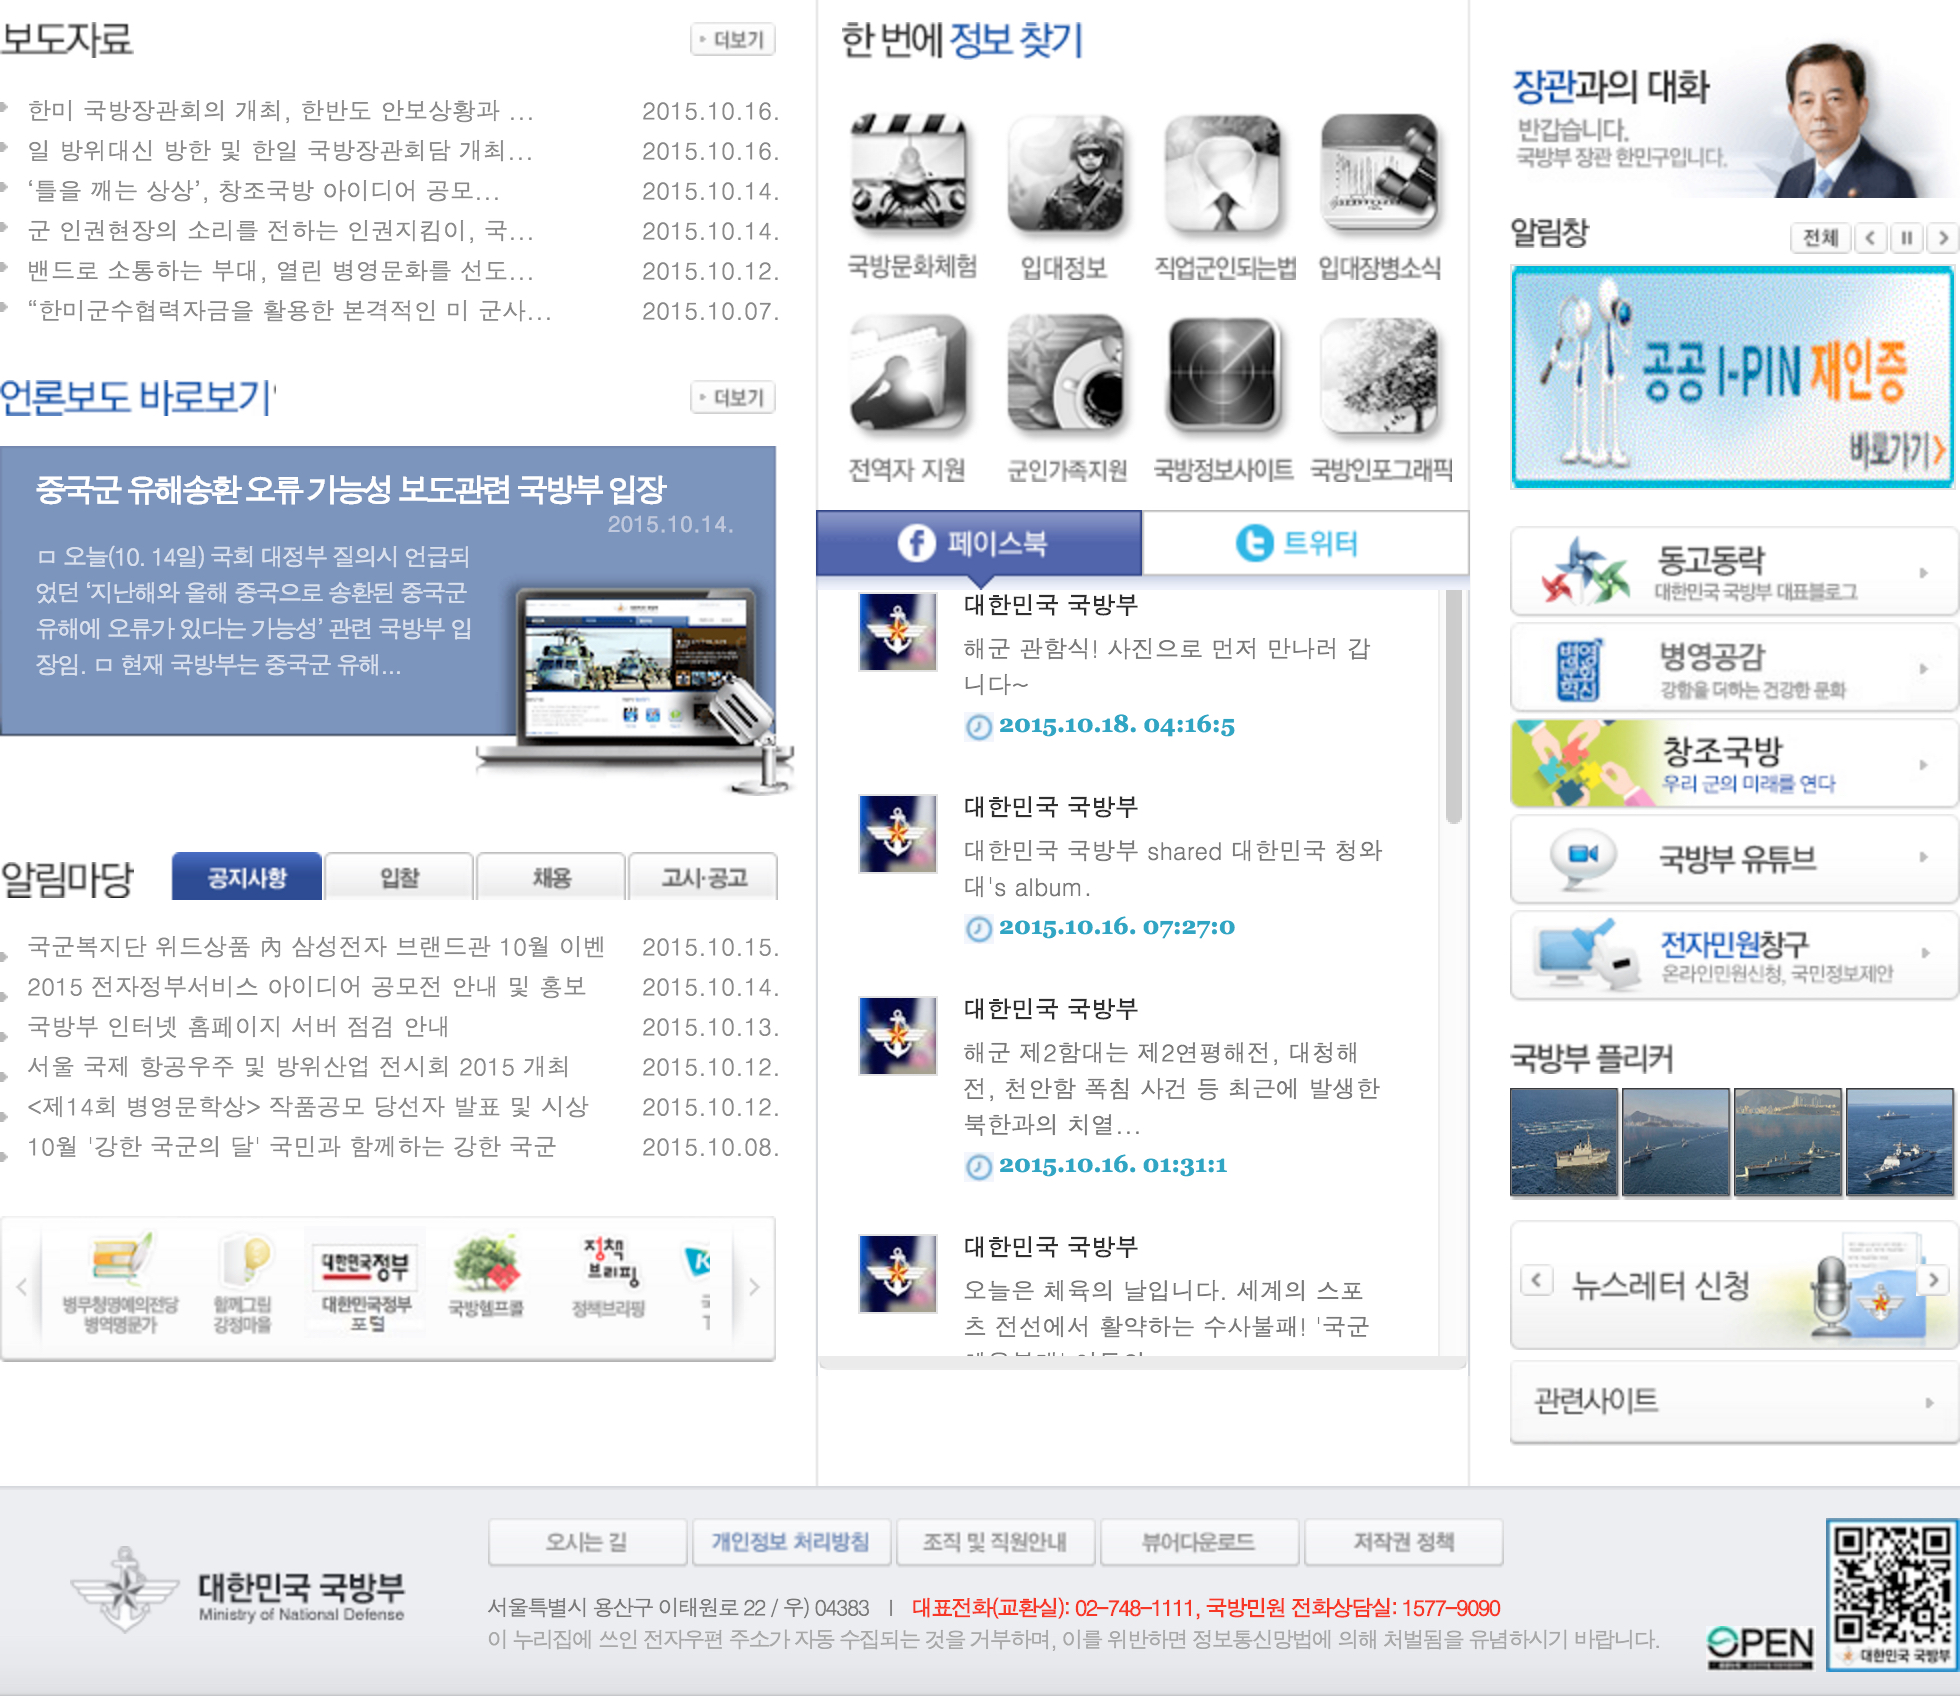 보도자료
더보기
한미 국방장관회의 개최, 한반도 안보상황과 ...
2015.10.16.
일 방위대신 방한 및 한일 국방장관회담 개최...
2015.10.16.
‘틀을 깨는 상상’, 창조국방 아이디어 공모...
2015.10.14.
군 인권현장의 소리를 전하는 인권지킴이, 국...
2015.10.14.
밴드로 소통하는 부대, 열린 병영문화를 선도...
2015.10.12.
“한미군수협력자금을 활용한 본격적인 미 군사...
2015.10.07.
언론보도 바로보기
더보기
중국군 유해송환 오류 가능성 보도관련 국방부 입장
2015.10.14.
ㅁ 오늘(10. 14일) 국회 대정부 질의시 언급되
었던 ‘지난해와 올해 중국으로 송환된 중국군
유해에 오류가 있다는 가능성’ 관련 국방부 입
장임. ㅁ 현재 국방부는 중국군 유해...
알림마당
공지사항
입찰
채용
고시·공고
국군복지단 위드상품 內 삼성전자 브랜드관 10월 이벤
2015.10.15.
2015 전자정부서비스 아이디어 공모전 안내 및 홍보
2015.10.14.
국방부 인터넷 홈페이지 서버 점검 안내
2015.10.13.
서울 국제 항공우주 및 방위산업 전시회 2015 개최
2015.10.12.
<제14회 병영문학상> 작품공모 당선자 발표 및 시상
2015.10.12.
10월 '강한 국군의 달' 국민과 함께하는 강한 국군
2015.10.08.
병무청명예의전당
병역명문가
함께그림
강정마을
대한민국정부
대한민국정부
포털
국방헬프콜
정책
브리핑
정책브리핑
K
한 번에 정보 찾기
국방문화체험
입대정보
직업군인되는법
입대장병소식
전역자 지원
군인가족지원
국방정보사이트
국방인포그래픽
페이스북
트위터
대한민국 국방부
해군 관함식! 사진으로 먼저 만나러 갑
니다~
2015.10.18. 04:16:5
대한민국 국방부
대한민국 국방부 shared 대한민국 청와
대's album.
2015.10.16. 07:27:0
대한민국 국방부
해군 제2함대는 제2연평해전, 대청해
전, 천안함 폭침 사건 등 최근에 발생한
북한과의 치열...
2015.10.16. 01:31:1
대한민국 국방부
오늘은 체육의 날입니다. 세계의 스포
츠 전선에서 활약하는 수사불패! '국군
장관과의 대화
반갑습니다.
국방부 장관 한민구입니다.
알림창
전체
공공 I-PIN 재인증
바로가기
동고동락
대한민국 국방부 대표블로그
병영문화혁신
병영공감
강함을 더하는 건강한 문화
창조국방
우리 군의 미래를 연다
국방부 유튜브
전자민원창구
온라인민원신청, 국민정보제안
국방부 플리커
뉴스레터 신청
관련사이트
대한민국 국방부
Ministry of National Defense
오시는 길
개인정보 처리방침
조직 및 직원안내
뷰어다운로드
저작권 정책
서울특별시 용산구 이태원로 22 / 우) 04383 | 대표전화(교환실): 02-748-1111, 국방민원 전화상담실: 1577-9090
이 누리집에 쓰인 전자우편 주소가 자동 수집되는 것을 거부하며, 이를 위반하면 정보통신망법에 의해 처벌됨을 유념하시기 바랍니다.
OPEN
대한민국 국방부